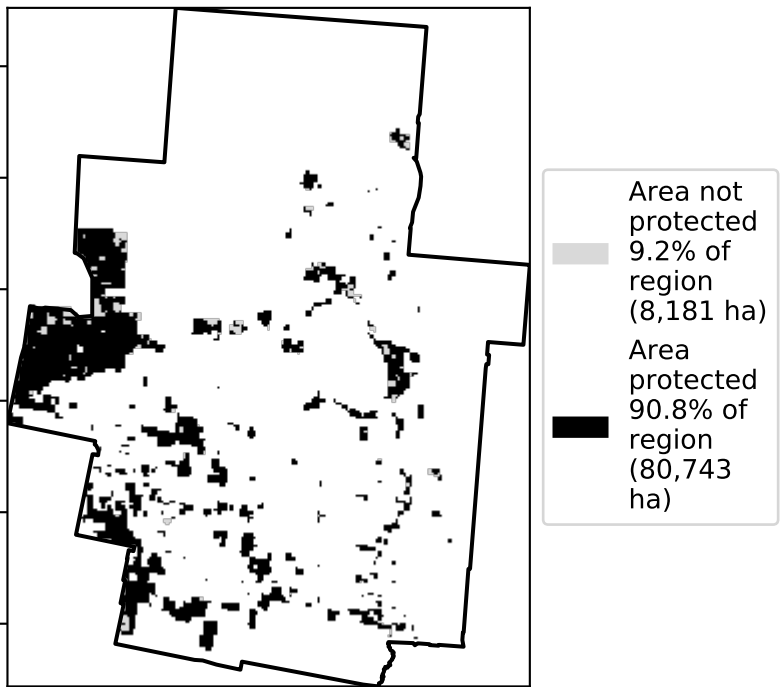 Area not
protected
9.2% of
region
(8,181 ha)
Area
protected
90.8% of
region
(80,743
ha)